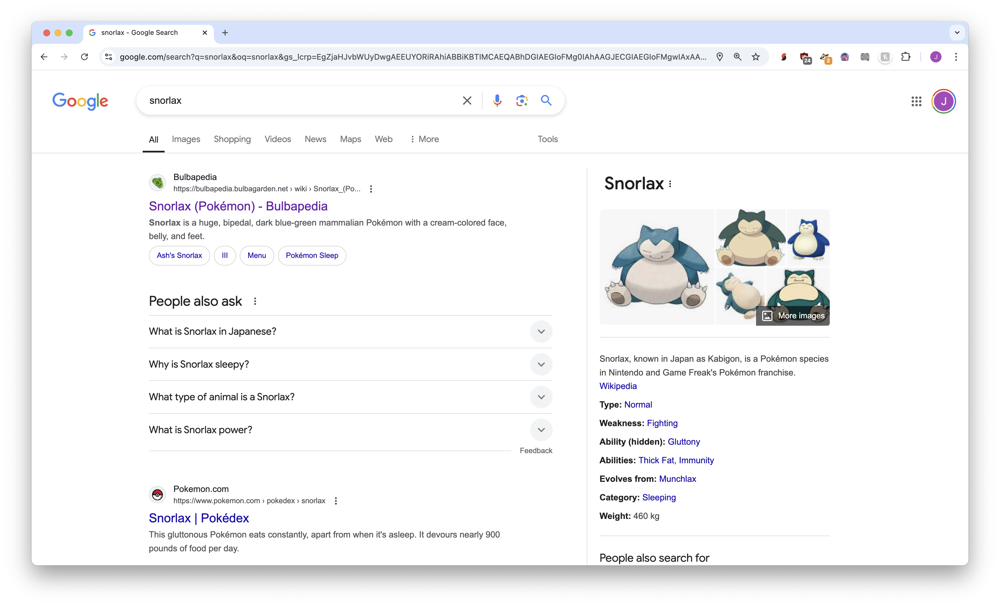 snorlax - Google Search
google.com/search?q=snorlax&oq=snorlax&gs_lcrp=EgZjaHJvbWUyDwgAEEUYORiRAhiABBiKBTIMCAEQABhDGIAEGIoFMg0IAhAAGJECGIAEGIoFMgwIAxAA...
24
2
J
Google
snorlax
J
All
Images
Shopping
Videos
News
Maps
Web
More
Tools
Bulbapedia
https://bulbapedia.bulbagarden.net › wiki › Snorlax_(Po...
Snorlax (Pokémon) - Bulbapedia
Snorlax is a huge, bipedal, dark blue-green mammalian Pokémon with a cream-colored face,
belly, and feet.
Ash's Snorlax
III
Menu
Pokémon Sleep
People also ask
What is Snorlax in Japanese?
Why is Snorlax sleepy?
What type of animal is a Snorlax?
What is Snorlax power?
Feedback
Pokemon.com
https://www.pokemon.com › pokedex › snorlax
Snorlax | Pokédex
This gluttonous Pokémon eats constantly, apart from when it's asleep. It devours nearly 900
pounds of food per day.
Snorlax
More images
Snorlax, known in Japan as Kabigon, is a Pokémon species
in Nintendo and Game Freak's Pokémon franchise.
Wikipedia
Type: Normal
Weakness: Fighting
Ability (hidden): Gluttony
Abilities: Thick Fat, Immunity
Evolves from: Munchlax
Category: Sleeping
Weight: 460 kg
People also search for